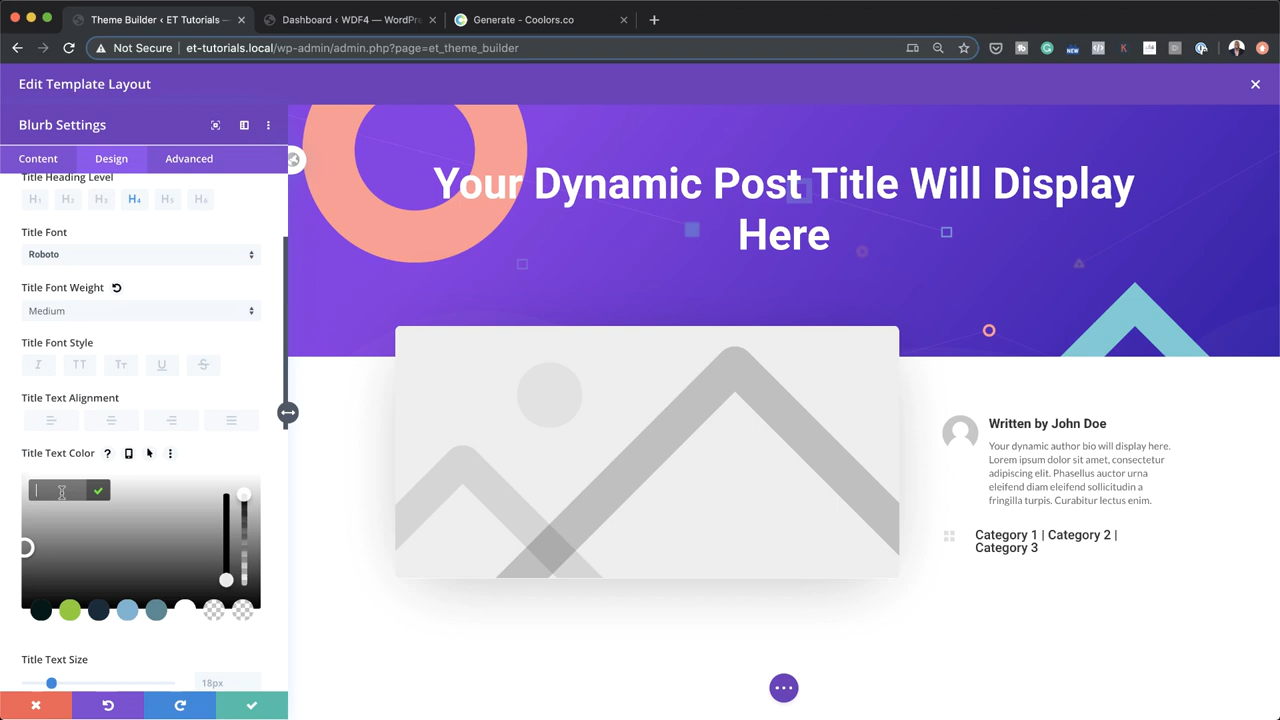 Theme Builder ‹ ET Tutorials —
Dashboard ‹ WDF4 — WordPre
Generate - Coolors.co
Not Secure
et-tutorials.local/wp-admin/admin.php?page=et_theme_builder
Edit Template Layout
Blurb Settings
Content
Design
Advanced
Title Heading Level
H1
H2
H3
H4
H5
H6
Title Font
Roboto
Title Font Weight
Medium
Title Font Style
I
TT
Tт
U
S
Title Text Alignment
Title Text Color
?
Title Text Size
18px
Your Dynamic Post Title Will Display
Here
Written by John Doe
Your dynamic author bio will display here.
Lorem ipsum dolor sit amet, consectetur
adipiscing elit. Phasellus auctor urna
eleifend diam eleifend sollicitudin a
fringilla turpis. Curabitur lectus enim.
Category 1 | Category 2 |
Category 3